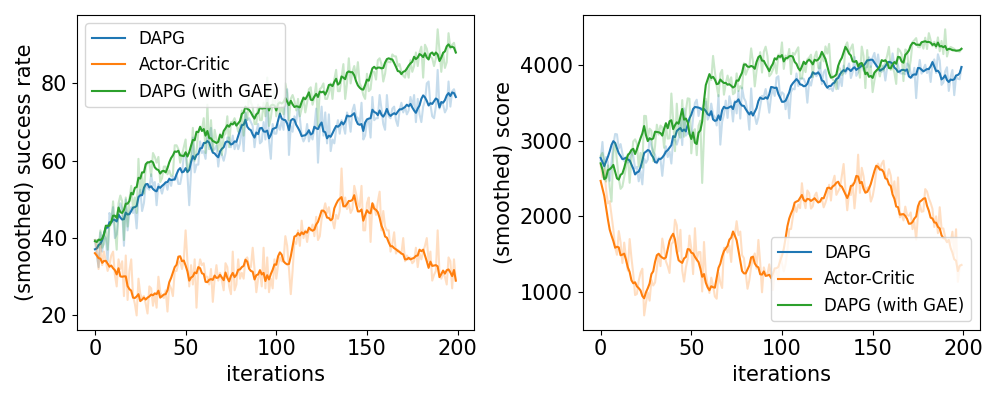 (smoothed) success rate
80
60
40
20
DAPG
Actor-Critic
DAPG (with GAE)
0
50
100
150
200
iterations
(smoothed) score
4000
3000
2000
1000
DAPG
Actor-Critic
DAPG (with GAE)
0
50
100
150
200
iterations